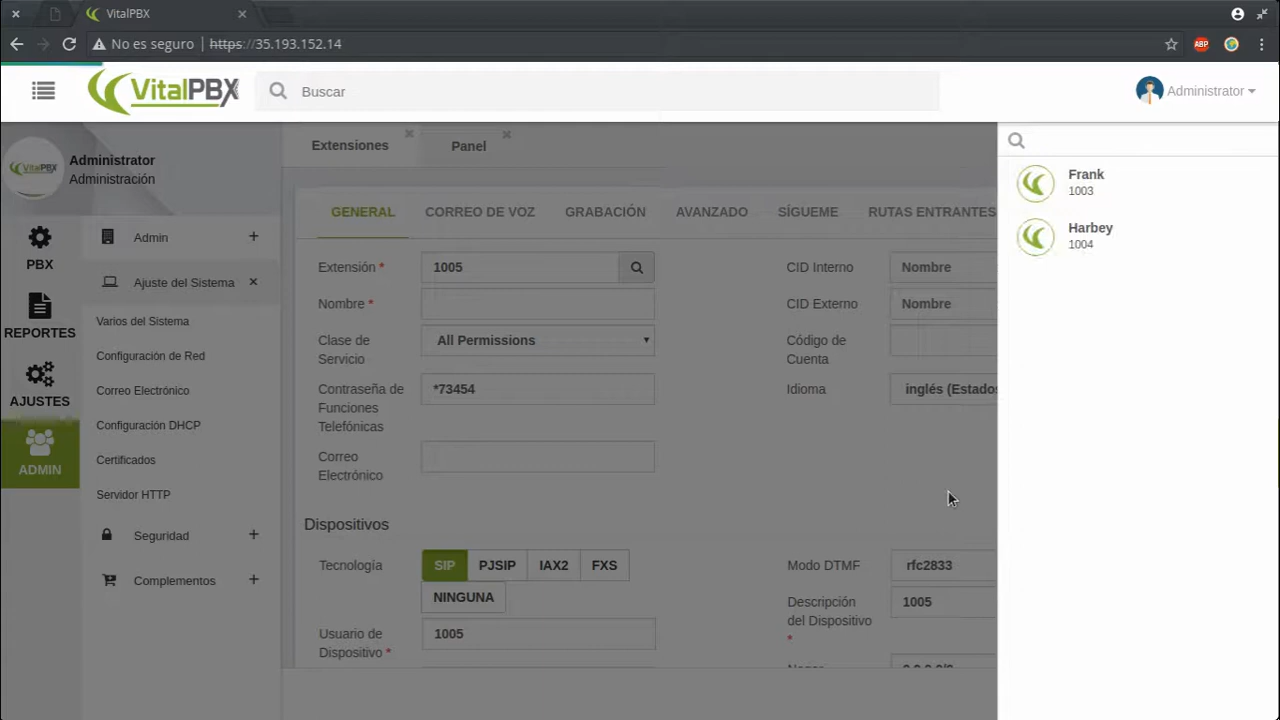 VitalPBX
No es seguro | https://35.193.152.14
ABP
VitalPBX
Buscar
Administrator
VitalPBX
Administrator
Administración
PBX
REPORTES
AJUSTES
ADMIN
Admin
Ajuste del Sistema
Varios del Sistema
Configuración de Red
Correo Electrónico
Configuración DHCP
Certificados
Servidor HTTP
Seguridad
Complementos
Extensiones
Panel
GENERAL CORREO DE VOZ GRABACIÓN AVANZADO SÍGUEME RUTAS ENTRANTES
Extensión * 1005
Nombre *
Clase de
Servicio
All Permissions
Contraseña de
Funciones
Telefónicas
*73454
Correo
Electrónico
CID Interno Nombre
CID Externo Nombre
Código de
Cuenta
Idioma inglés (Estados
Dispositivos
Tecnología SIP PJSIP IAX2 FXS
NINGUNA
Usuario de
Dispositivo *
1005
Modo DTMF rfc2833
Descripción
del Dispositivo
*
1005
Frank
1003
Harbey
1004